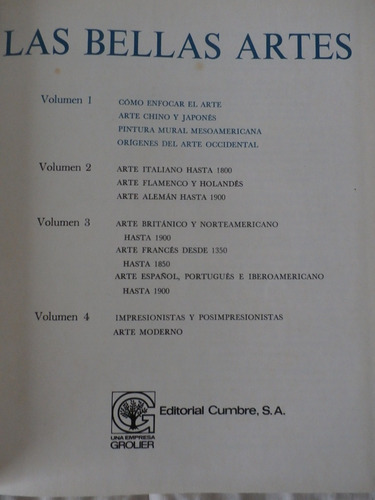 LAS BELLAS ARTES
Volumen 1 CÓMO ENFOCAR EL ARTE
ARTE CHINO Y JAPONÉS
PINTURA MURAL MESOAMERICANA
ORÍGENES DEL ARTE OCCIDENTAL
Volumen 2 ARTE ITALIANO HASTA 1800
ARTE FLAMENCO Y HOLANDÉS
ARTE ALEMÁN HASTA 1900
Volumen 3 ARTE BRITÁNICO Y NORTEAMERICANO
HASTA 1900
ARTE FRANCÉS DESDE 1350
HASTA 1850
ARTE ESPAÑOL, PORTUGUÉS E IBEROAMERICANO
HASTA 1900
Volumen 4 IMPRESIONISTAS Y POSIMPRESIONISTAS
ARTE MODERNO
Editorial Cumbre, S.A.
UNA EMPRESA
GROLIER